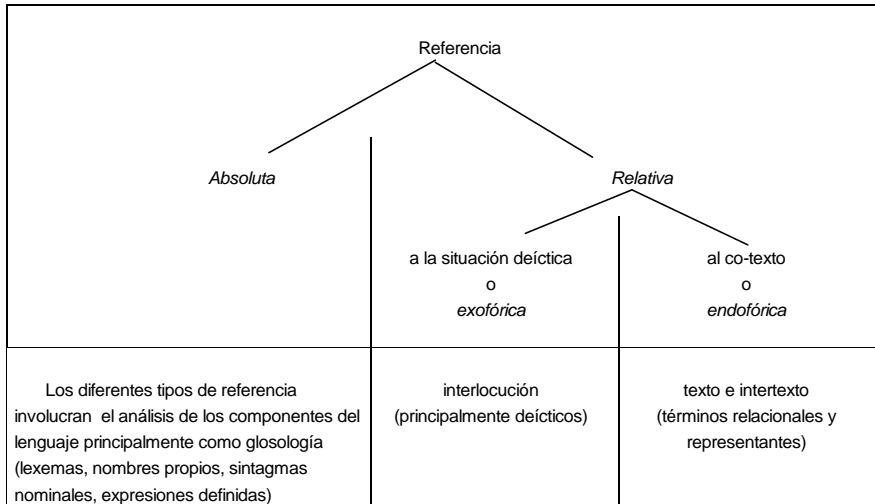 Referencia
Absoluta
Relativa
a la situación deíctica
o
exofórica
al co-texto
o
endofórica
Los diferentes tipos de referencia
involucran el análisis de los componentes del
lenguaje principalmente como glosología
(lexemas, nombres propios, sintagmas
nominales, expresiones definidas)
interlocución
(principalmente deícticos)
texto e intertexto
(términos relacionales y
representantes)